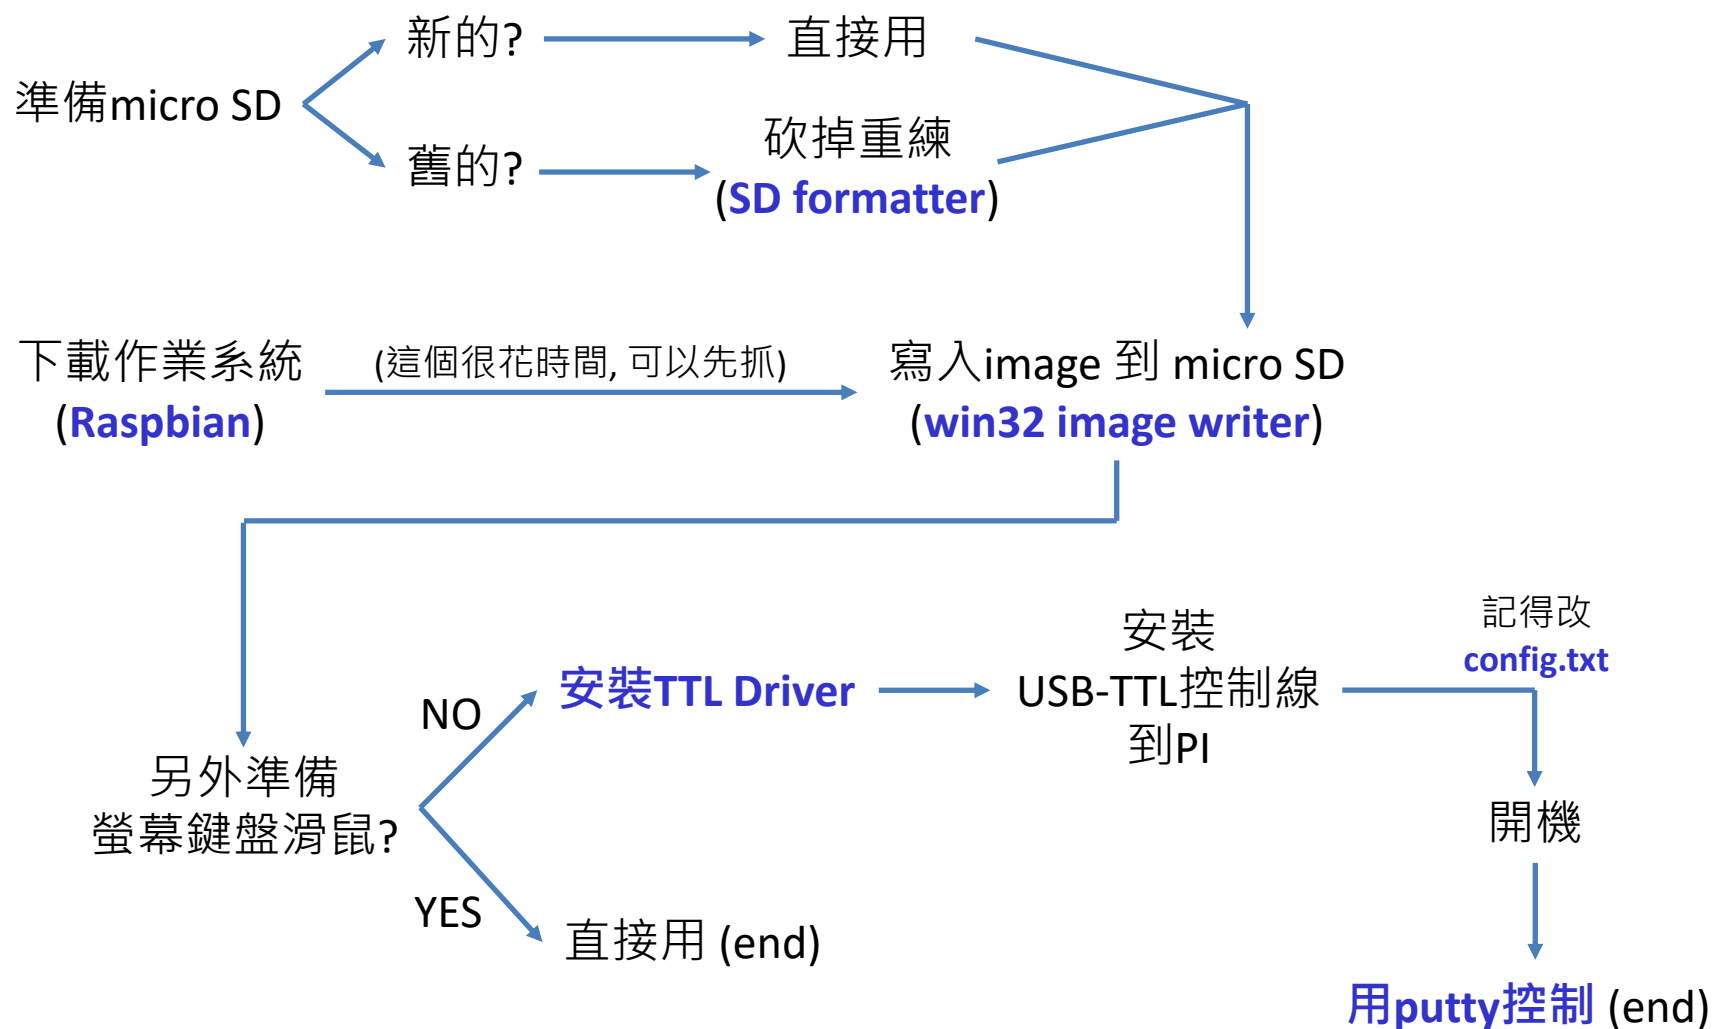 新的?
直接用
準備micro SD
舊的?
砍掉重練
(SD formatter)
下載作業系統
(Raspbian)
(這個很花時間, 可以先抓)
寫入image 到 micro SD
(win32 image writer)
另外準備
螢幕鍵盤滑鼠?
NO
安裝TTL Driver
安裝
USB-TTL控制線
到PI
記得改
config.txt
開機
用putty控制 (end)
YES
直接用 (end)